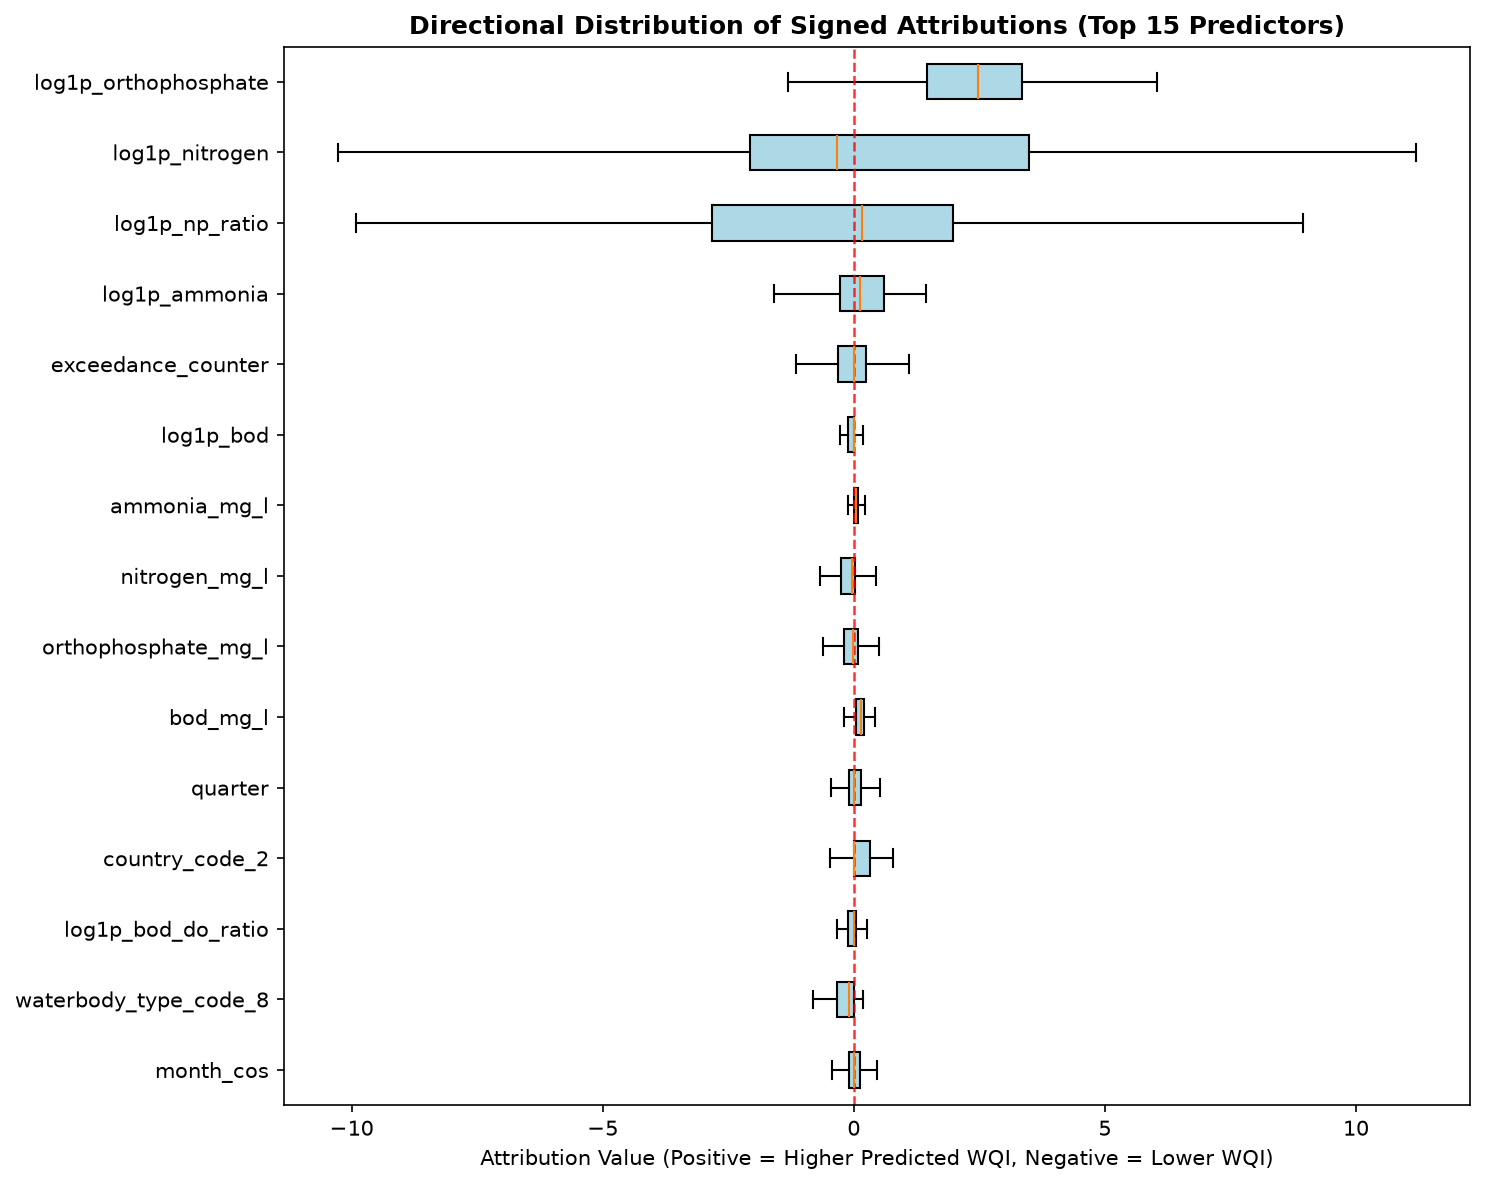 Directional Distribution of Signed Attributions (Top 15 Predictors)
log1p_orthophosphate
log1p_nitrogen
log1p_np_ratio
log1p_ammonia
exceedance_counter
log1p_bod
ammonia_mg_l
nitrogen_mg_l
orthophosphate_mg_l
bod_mg_l
quarter
country_code_2
log1p_bod_do_ratio
waterbody_type_code_8
month_cos
−10 −5 0 5 10
Attribution Value (Positive = Higher Predicted WQI, Negative = Lower WQI)